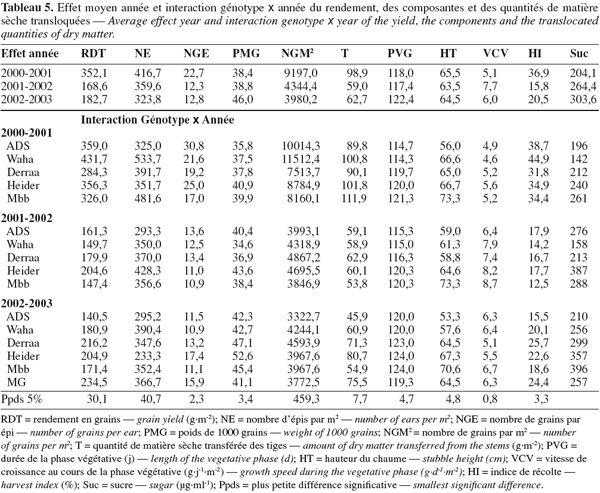 Tableau 5. Effet moyen année et interaction génotype x année du rendement, des composantes et des quantités de matière
sèche transloquées — Average effect year and interaction genotype x year of the yield, the components and the translocated
quantities of dry matter.
Effet année RDT NE NGE PMG NGM² T PVG HT VCV HI Suc
2000-2001 352,1 416,7 22,7 38,4 9197,0 98,9 118,0 65,5 5,1 36,9 204,1
2001-2002 168,6 359,6 12,3 38,8 4344,4 59,0 117,4 63,5 7,7 15,8 264,4
2002-2003 182,7 323,8 12,8 46,0 3980,2 62,7 122,4 64,5 6,0 20,5 303,6
Interaction Génotype x Année
2000-2001
ADS 359,0 325,0 30,8 35,8 10014,3 89,8 114,7 56,0 4,9 38,7 196
Waha 431,7 533,7 21,6 37,5 11512,4 100,8 114,3 66,6 4,6 44,9 142
Derraa 284,3 391,7 19,2 37,8 7513,7 90,1 119,7 65,0 5,2 31,8 212
Heider 356,3 351,7 25,0 40,9 8784,9 101,8 120,0 66,7 5,6 34,9 240
Mbb 326,0 481,6 17,0 39,9 8160,1 111,9 121,3 73,3 5,2 34,4 261
2001-2002
ADS 161,3 293,3 13,6 40,4 3993,1 59,1 115,3 59,0 6,4 17,9 276
Waha 149,7 350,0 12,5 34,6 4318,9 58,9 115,0 61,3 7,9 14,2 158
Derraa 179,9 370,0 13,4 36,9 4867,2 62,9 116,3 58,8 7,4 16,7 213
Heider 204,6 428,3 11,0 43,6 4695,5 60,1 120,3 64,6 8,2 17,7 387
Mbb 147,4 356,6 10,9 38,4 3846,9 53,8 120,3 73,3 8,7 12,5 288
2002-2003
ADS 140,5 295,2 11,5 42,3 3322,7 45,9 120,0 53,3 6,3 15,5 210
Waha 180,9 390,4 10,9 42,7 4244,1 60,9 120,0 57,6 6,4 20,1 256
Derraa 216,2 347,6 13,2 47,1 4593,9 71,3 123,0 64,5 5,1 25,7 299
Heider 204,9 233,3 17,4 52,6 3967,6 80,7 124,0 67,3 5,5 22,6 357
Mbb 171,4 352,4 11,1 45,4 3967,6 54,9 124,0 70,6 6,7 18,6 396
MG 234,5 366,7 15,9 41,1 3772,5 75,5 119,3 64,5 6,3 24,4 257
Ppds 5% 30,1 40,7 2,3 3,4 459,3 7,7 4,7 4,8 0,8 3,3
RDT = rendement en grains — grain yield (g·m⁻²); NE = nombre d'épis par m² — number of ears per m²; NGE = nombre de grains par
épi — number of grains per ear; PMG = poids de 1000 grains — weight of 1000 grains; NGM² = nombre de grains par m² — number
of grains per m²; T = quantité de matière sèche transférée des tiges — amount of dry matter transferred from the stems (g·m⁻²); PVG =
durée de la phase végétative (j) — length of the vegetative phase (d); HT = hauteur du chaume — stubble height (cm); VCV = vitesse de
croissance au cours de la phase végétative (g·j⁻¹·m⁻²) — growth speed during the vegetative phase (g·d⁻¹·m⁻²); HI = indice de récolte —
harvest index (%); Suc = sucre — sugar (µg·ml⁻¹); Ppds = plus petite différence significative — smallest significant difference.